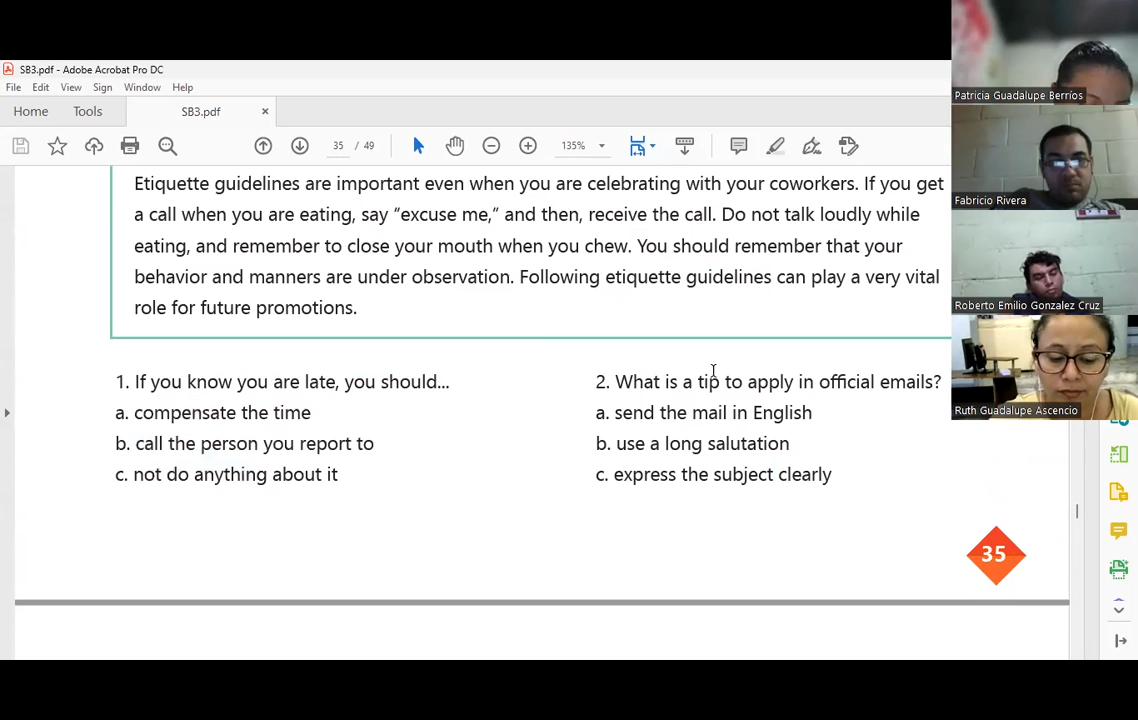 SB3.pdf - Adobe Acrobat Pro DC
File Edit View Sign Window Help
Home Tools SB3.pdf ×
35 / 49 135%
Etiquette guidelines are important even when you are celebrating with your coworkers. If you get
a call when you are eating, say “excuse me,” and then, receive the call. Do not talk loudly while
eating, and remember to close your mouth when you chew. You should remember that your
behavior and manners are under observation. Following etiquette guidelines can play a very vital
role for future promotions.
1. If you know you are late, you should...
a. compensate the time
b. call the person you report to
c. not do anything about it
2. What is a tip to apply in official emails?
a. send the mail in English
b. use a long salutation
c. express the subject clearly
35
Patricia Guadalupe Berríos
Fabricio Rivera
Roberto Emilio Gonzalez Cruz
Ruth Guadalupe Ascencio